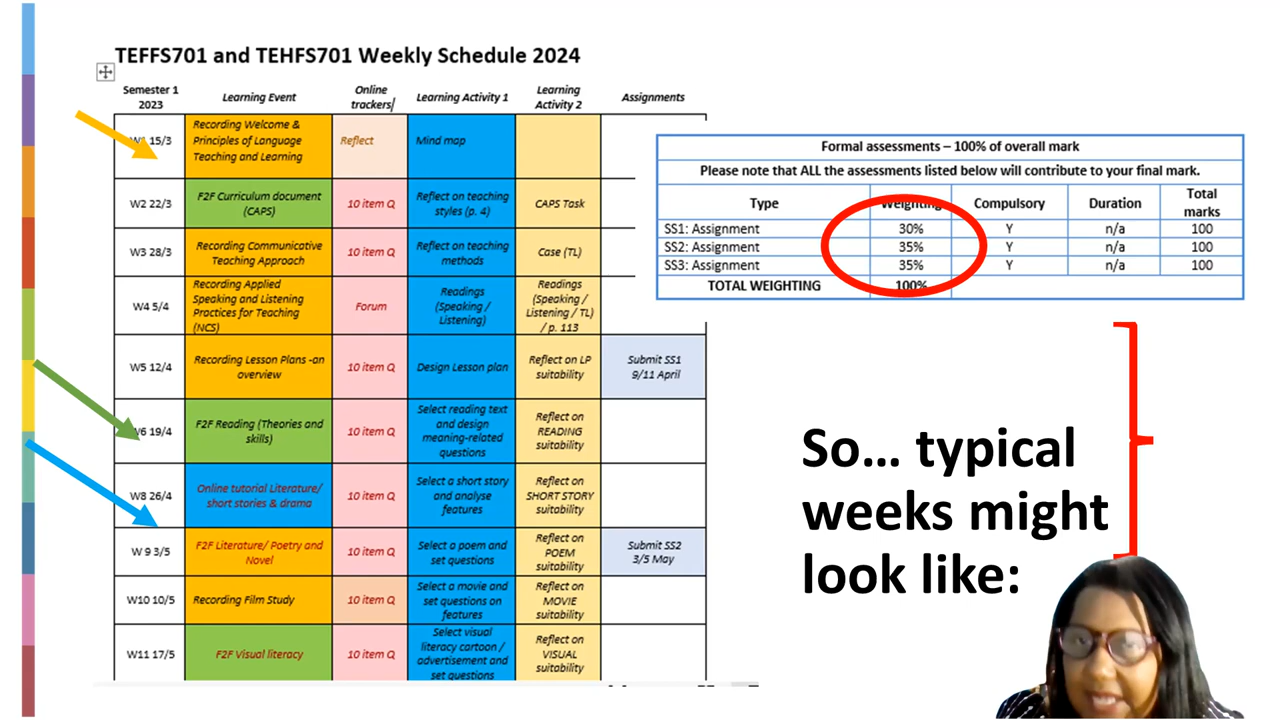 TEFFS701 and TEHFS701 Weekly Schedule 2024
Semester 1
2023
Learning Event
Online
trackers/
Learning Activity 1
Learning
Activity 2
Assignments
15/3
Recording Welcome &
Principles of Language
Teaching and Learning
Reflect
Mind map
W2 22/3
F2F Curriculum document
(CAPS)
10 item Q
Reflect on teaching
styles (p. 4)
CAPS Task
W3 28/3
Recording Communicative
Teaching Approach
10 item Q
Reflect on teaching
methods
Case (TL)
W4 5/4
Recording Applied
Speaking and Listening
Practices for Teaching
(NCS)
Forum
Readings
(Speaking /
Listening)
Readings
(Speaking /
Listening / TL)
/ p. 113
W5 12/4
Recording Lesson Plans -an
overview
10 item Q
Design Lesson plan
Reflect on LP
suitability
Submit SS1
9/11 April
W6 19/4
F2F Reading (Theories and
skills)
10 item Q
Select reading text
and design
meaning-related
questions
Reflect on
READING
suitability
W8 26/4
Online tutorial Literature/
short stories & drama
10 item Q
Select a short story
and analyse
features
Reflect on
SHORT STORY
suitability
W 9 3/5
F2F Literature/ Poetry and
Novel
10 item Q
Select a poem and
set questions
Reflect on
POEM
suitability
Submit SS2
3/5 May
W10 10/5
Recording Film Study
10 item Q
Select a movie and
set questions on
features
Reflect on
MOVIE
suitability
W11 17/5
F2F Visual literacy
10 item Q
Select visual
literacy cartoon /
advertisement and
set questions
Reflect on
VISUAL
suitability
Formal assessments – 100% of overall mark
Please note that ALL the assessments listed below will contribute to your final mark.
Type
Weighting
Compulsory
Duration
Total
marks
SS1: Assignment
30%
Y
n/a
100
SS2: Assignment
35%
Y
n/a
100
SS3: Assignment
35%
Y
n/a
100
TOTAL WEIGHTING
100%
So... typical
weeks might
look like: